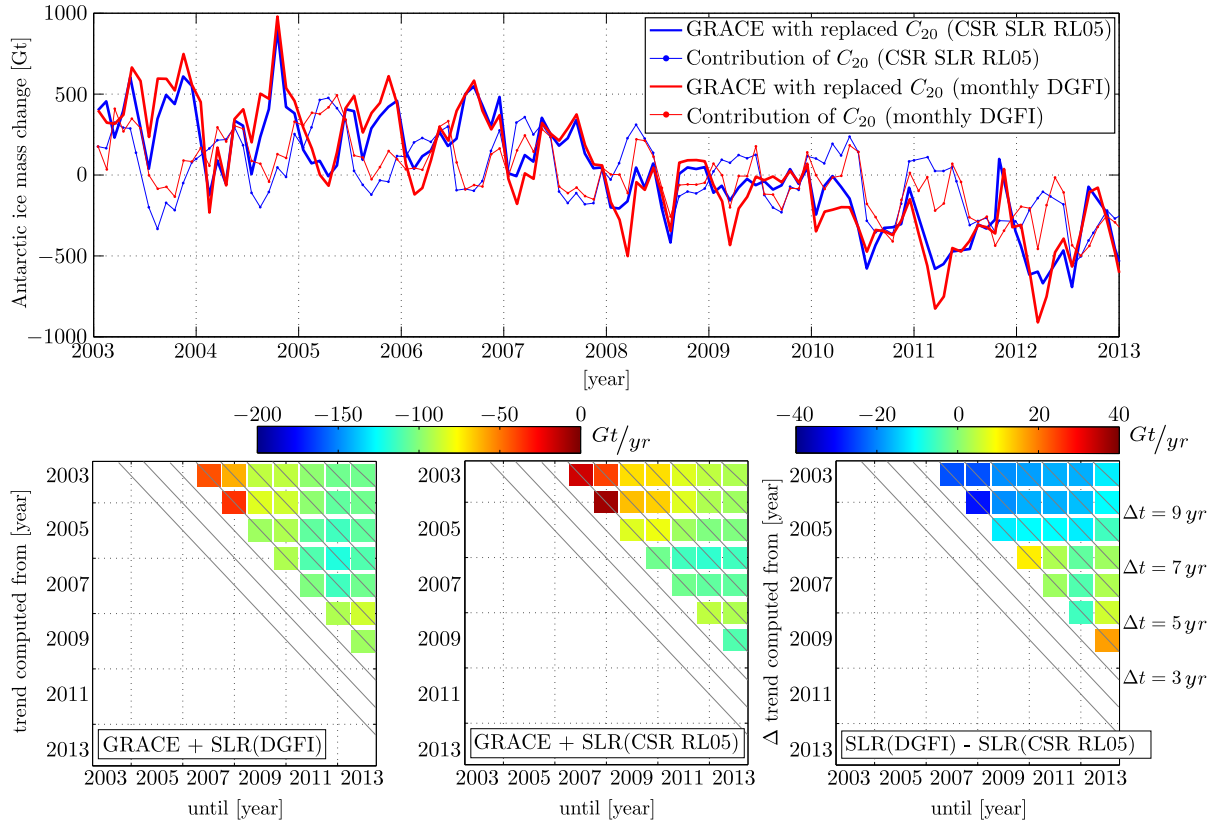 1000
500
0
−500
−1000
Antarctic ice mass change [Gt]
GRACE with replaced C20 (CSR SLR RL05)
Contribution of C20 (CSR SLR RL05)
GRACE with replaced C20 (monthly DGFI)
Contribution of C20 (monthly DGFI)
2003 2004 2005 2006 2007 2008 2009 2010 2011 2012 2013
[year]
−200 −150 −100 −50 0
Gt/yr
−40 −20 0 20 40
Gt/yr
trend computed from [year]
2003
2005
2007
2009
2011
2013
GRACE + SLR(DGFI)
2003 2005 2007 2009 2011 2013
until [year]
2003
2005
2007
2009
2011
2013
GRACE + SLR(CSR RL05)
2003 2005 2007 2009 2011 2013
until [year]
Δ trend computed from [year]
2003
2005
2007
2009
2011
2013
Δt = 9 yr
Δt = 7 yr
Δt = 5 yr
Δt = 3 yr
SLR(DGFI) - SLR(CSR RL05)
2003 2005 2007 2009 2011 2013
until [year]